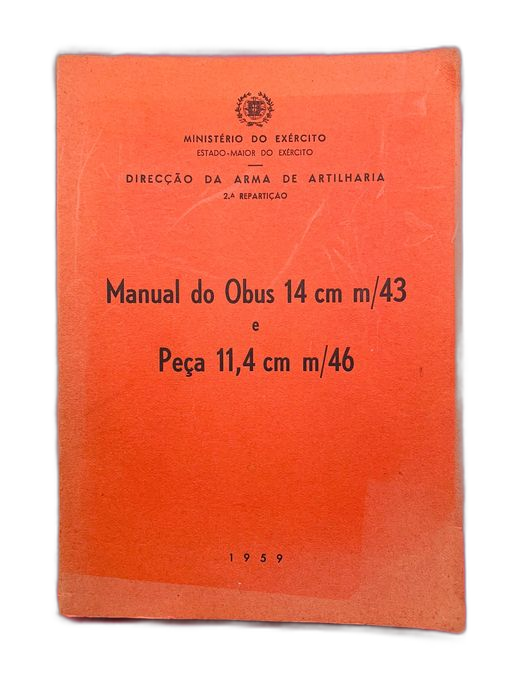 MINISTÉRIO DO EXÉRCITO
ESTADO-MAIOR DO EXÉRCITO
DIRECÇÃO DA ARMA DE ARTILHARIA
2.ª REPARTIÇÃO
Manual do Obus 14 cm m/43
e
Peça 11,4 cm m/46
1959